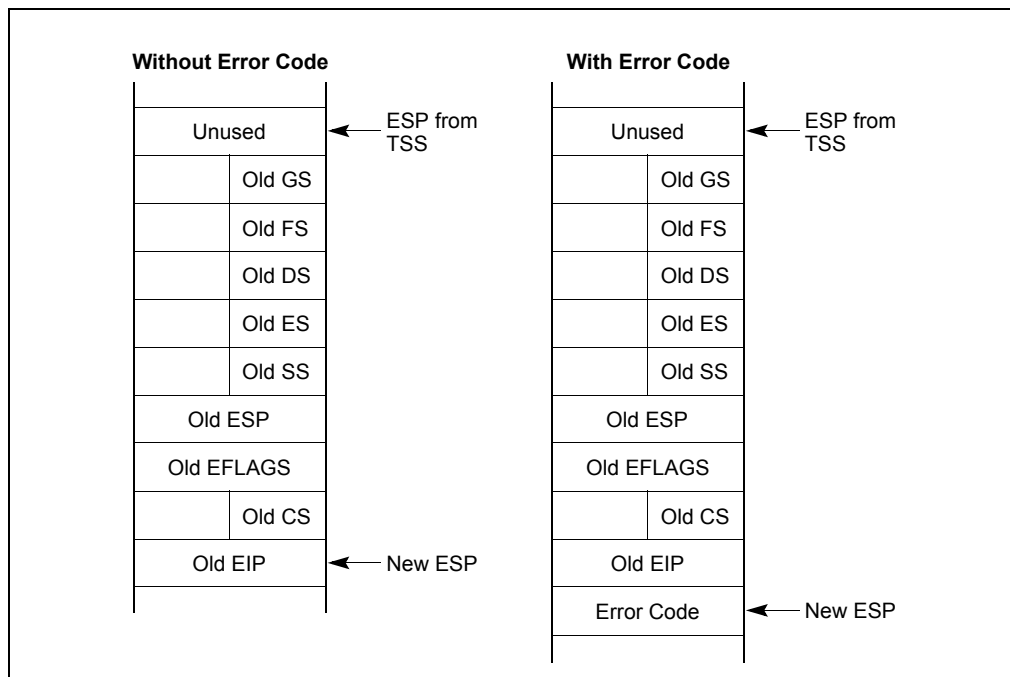 Without Error Code
Unused
ESP from
TSS
Old GS
Old FS
Old DS
Old ES
Old SS
Old ESP
Old EFLAGS
Old CS
Old EIP
New ESP
With Error Code
Unused
ESP from
TSS
Old GS
Old FS
Old DS
Old ES
Old SS
Old ESP
Old EFLAGS
Old CS
Old EIP
Error Code
New ESP